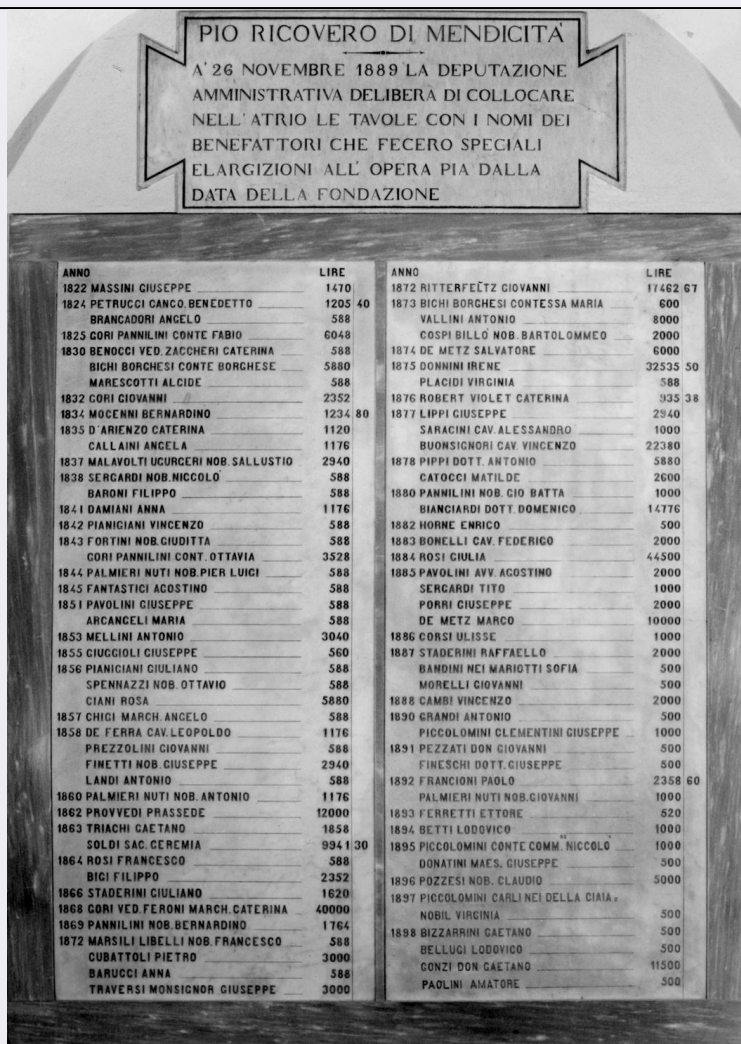 PIO RICOVERO DI MENDICITÀ
A' 26 NOVEMBRE 1889 LA DEPUTAZIONE
AMMINISTRATIVA DELIBERA DI COLLOCARE
NELL'ATRIO LE TAVOLE CON I NOMI DEI
BENEFATTORI CHE FECERO SPECIALI
ELARGIZIONI ALL'OPERA PIA DALLA
DATA DELLA FONDAZIONE
ANNO LIRE
1822 MASSINI GIUSEPPE 1470
1824 PETRUCCI CANCO. BENEDETTO 1205 40
BRANCADORI ANGELO 588
1825 GORI PANNILINI CONTE FABIO 6048
1830 BENOCCI VED. ZACCHERI CATERINA 588
BICHI BORGHESI CONTE BORGHESE 5880
MARESCOTTI ALCIDE 588
1832 GORI GIOVANNI 2352
1834 MOCENNI BERNARDINO 1234 80
1835 D'ARIENZO CATERINA 1120
CALLAINI ANGELA 1176
1837 MALAVOLTI UGURGERI NOB. SALLUSTIO 2940
1838 SERGARDI NOB. NICCOLO' 588
BARONI FILIPPO 588
1841 DAMIANI ANNA 1176
1842 PIANIGIANI VINCENZO 588
1843 FORTINI NOB. GIUDITTA 588
GORI PANNILINI CONT. OTTAVIA 3528
1844 PALMIERI NUTI NOB. PIER LUIGI 588
1845 FANTASTICI AGOSTINO 588
1851 PAVOLINI GIUSEPPE 588
ARCANGELI MARIA 588
1853 MELLINI ANTONIO 3040
1855 GIUGGIOLI GIUSEPPE 560
1856 PIANIGIANI GIULIANO 588
SPENNAZZI NOB. OTTAVIO 588
CIANI ROSA 5880
1857 CHIGI MARCH. ANGELO 588
1858 DE FERRA CAV. LEOPOLDO 1176
PREZZOLINI GIOVANNI 588
FINETTI NOB. GIUSEPPE 2940
LANDI ANTONIO 588
1860 PALMIERI NUTI NOB. ANTONIO 1176
1862 PROVVEDI PRASSEDE 12000
1863 TRIACHI GAETANO 1858
SOLDI SAC. GEREMIA 9941 30
1864 ROSI FRANCESCO 588
BIGI FILIPPO 2352
1866 STADERINI GIULIANO 1620
1868 GORI VED. FERONI MARCH. CATERINA 40000
1869 PANNILINI NOB. BERNARDINO 1764
1872 MARSILI LIBELLI NOB. FRANCESCO 588
CUBATTOLI PIETRO 3000
BARUCCI ANNA 588
TRAVERSI MONSIGNOR GIUSEPPE 3000
ANNO LIRE
1872 RITTERFELTZ GIOVANNI 17462 67
1873 BICHI BORGHESI CONTESSA MARIA 600
VALLINI ANTONIO 8000
COSPI BILLO' NOB. BARTOLOMMEO 2000
1874 DE METZ SALVATORE 6000
1875 DONNINI IRENE 32535 50
PLACIDI VIRGINIA 588
1876 ROBERT VIOLET CATERINA 935 38
1877 LIPPI GIUSEPPE 2940
SARACINI CAV. ALESSANDRO 1000
BUONSIGNORI CAV. VINCENZO 22380
1878 PIPPI DOTT. ANTONIO 5880
CATOCCI MATILDE 2600
1880 PANNILINI NOB. GIO BATTA 1000
BIANCIARDI DOTT. DOMENICO 14776
1882 HORNE ENRICO 500
1883 BONELLI CAV. FEDERICO 2000
1884 ROSI GIULIA 44500
1885 PAVOLINI AVV. AGOSTINO 2000
SERGARDI TITO 1000
PORRI GIUSEPPE 2000
DE METZ MARCO 10000
1886 CORSI ULISSE 1000
1887 STADERINI RAFFAELLO 2000
BANDINI NEI MARIOTTI SOFIA 500
MORELLI GIOVANNI 500
1888 CAMBI VINCENZO 2000
1890 GRANDI ANTONIO 500
PICCOLOMINI CLEMENTINI GIUSEPPE 1000
1891 PEZZATI DON GIOVANNI 500
FINESCHI DOTT. GIUSEPPE 500
1892 FRANCIONI PAOLO 2358 60
PALMIERI NUTI NOB. GIOVANNI 1000
1893 FERRETTI ETTORE 520
1894 BETTI LODOVICO 1000
1895 PICCOLOMINI CONTE COMM. NICCOLO' 1000
DONATINI MAES. GIUSEPPE 500
1896 POZZESI NOB. CLAUDIO 5000
1897 PICCOLOMINI CARLI NEI DELLA CIAIA
NOBIL VIRGINIA 500
1898 BIZZARRINI GAETANO 500
BELLUGI LODOVICO 500
GONZI DON GAETANO 11500
PAOLINI AMATORE 500